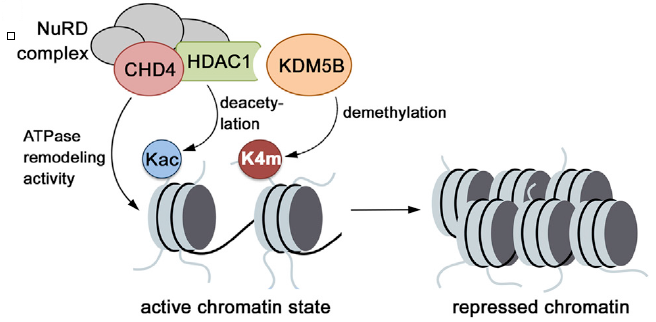 NuRD
complex
CHD4
HDAC1
KDM5B
deacety-
lation
demethylation
ATPase
remodeling
activity
Kac
K4m
active chromatin state
repressed chromatin